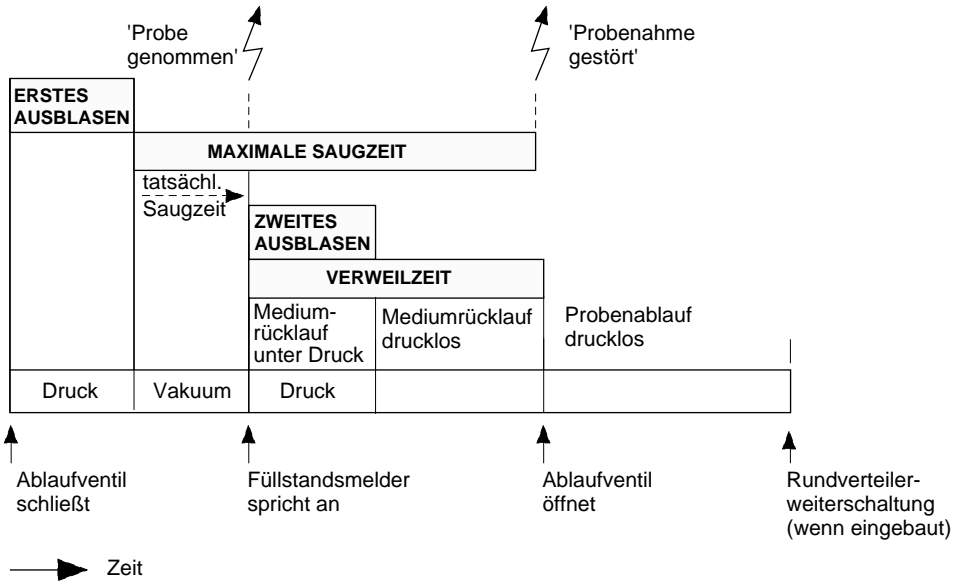 'Probe
genommen'
'Probenahme
gestört'
ERSTES
AUSBLASEN
MAXIMALE SAUGZEIT
tatsächl.
Saugzeit
ZWEITES
AUSBLASEN
VERWEILZEIT
Medium-
rücklauf
unter Druck
Mediumrücklauf
drucklos
Probenablauf
drucklos
Druck
Vakuum
Druck
Ablaufventil
schließt
Füllstandsmelder
spricht an
Ablaufventil
öffnet
Rundverteiler-
weiterschaltung
(wenn eingebaut)
Zeit